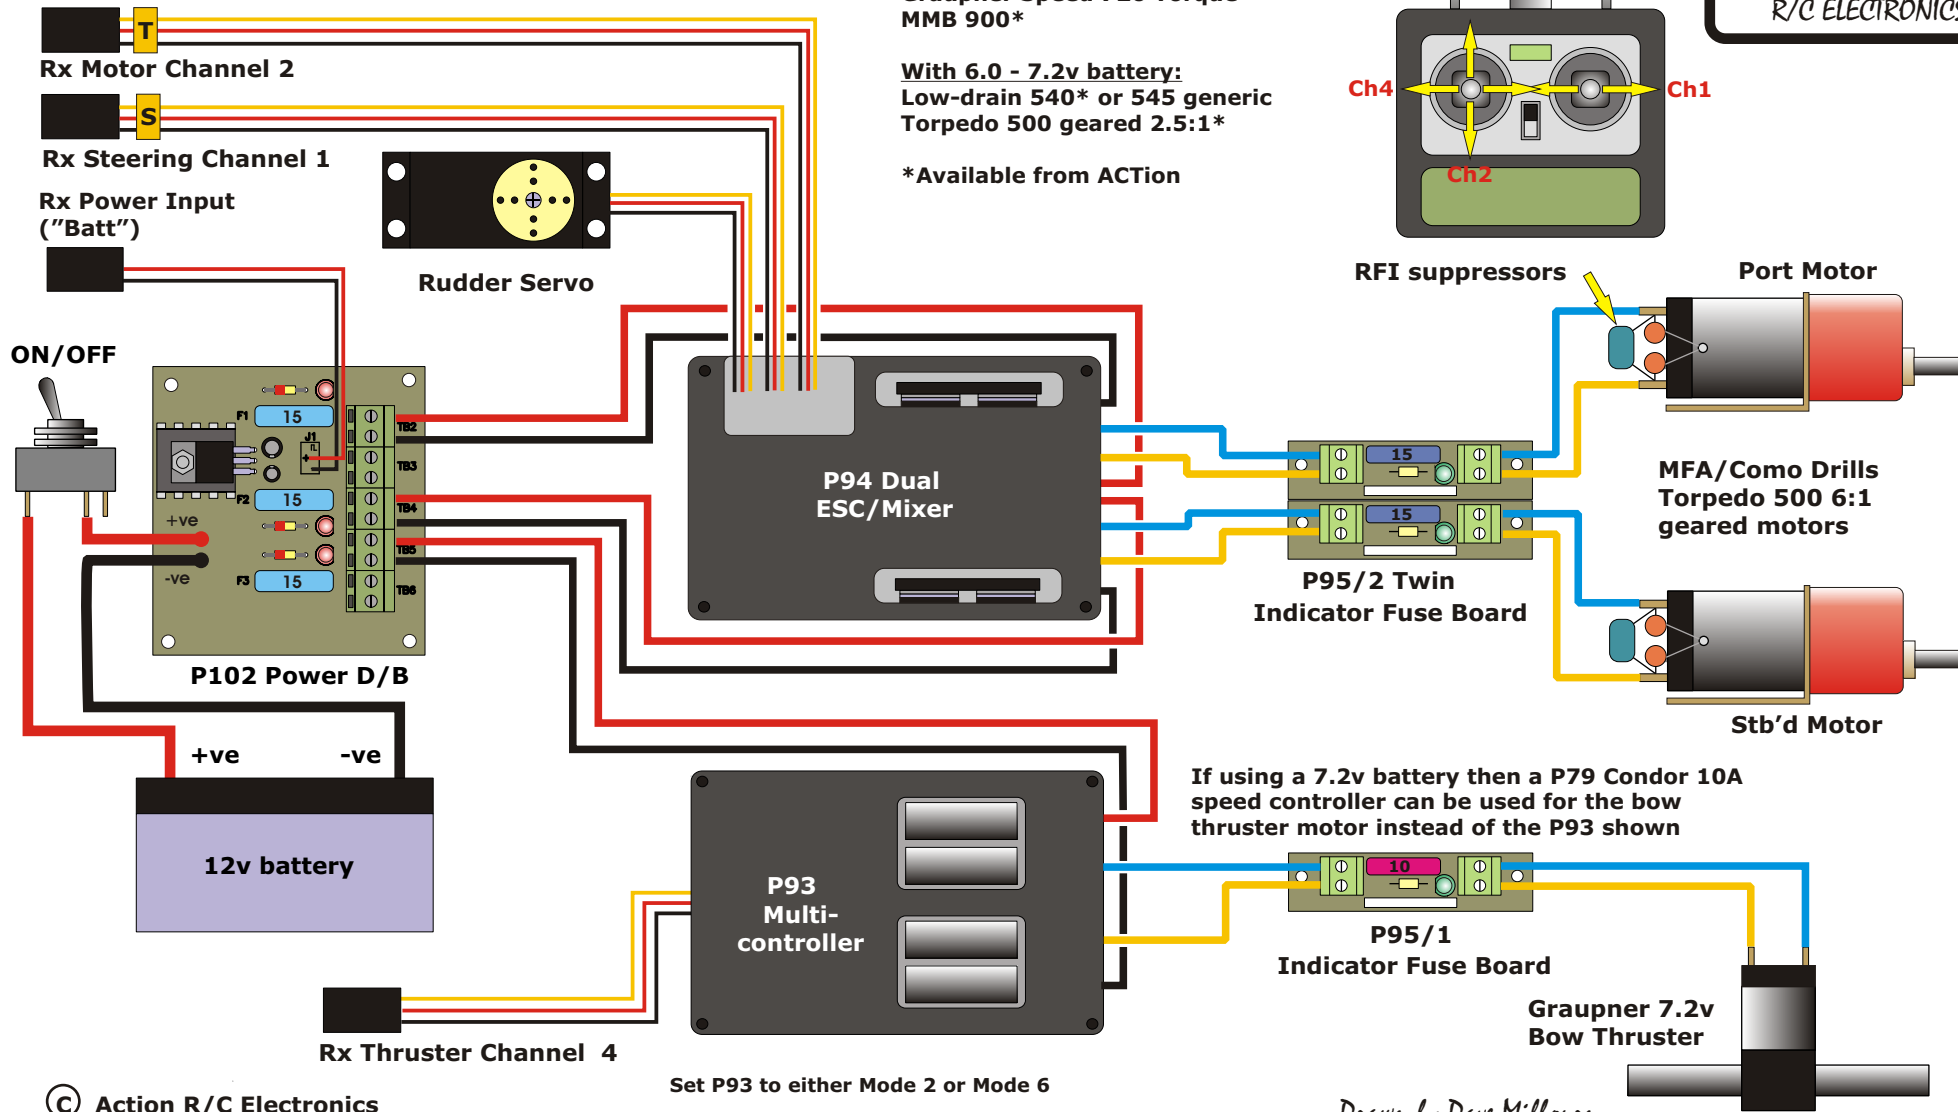 T
Rx Motor Channel 2
S
Rx Steering Channel 1
Rx Power Input
("Batt")
Rudder Servo
MMB 900*
With 6.0 - 7.2v battery:
Low-drain 540* or 545 generic
Torpedo 500 geared 2.5:1*
*Available from ACTion
R/C ELECTRONICS
Ch4
Ch1
Ch2
RFI suppressors
Port Motor
ON/OFF
F1
15
J1
+
TB2
TB3
F2
15
TB4
+ve
TB5
-ve
F3
15
TB6
P102 Power D/B
P94 Dual
ESC/Mixer
15
15
P95/2 Twin
Indicator Fuse Board
MFA/Como Drills
Torpedo 500 6:1
geared motors
Stb'd Motor
+ve
-ve
12v battery
If using a 7.2v battery then a P79 Condor 10A
speed controller can be used for the bow
thruster motor instead of the P93 shown
P93
Multi-
controller
10
P95/1
Indicator Fuse Board
Graupner 7.2v
Bow Thruster
Rx Thruster Channel 4
Set P93 to either Mode 2 or Mode 6
© Action R/C Electronics